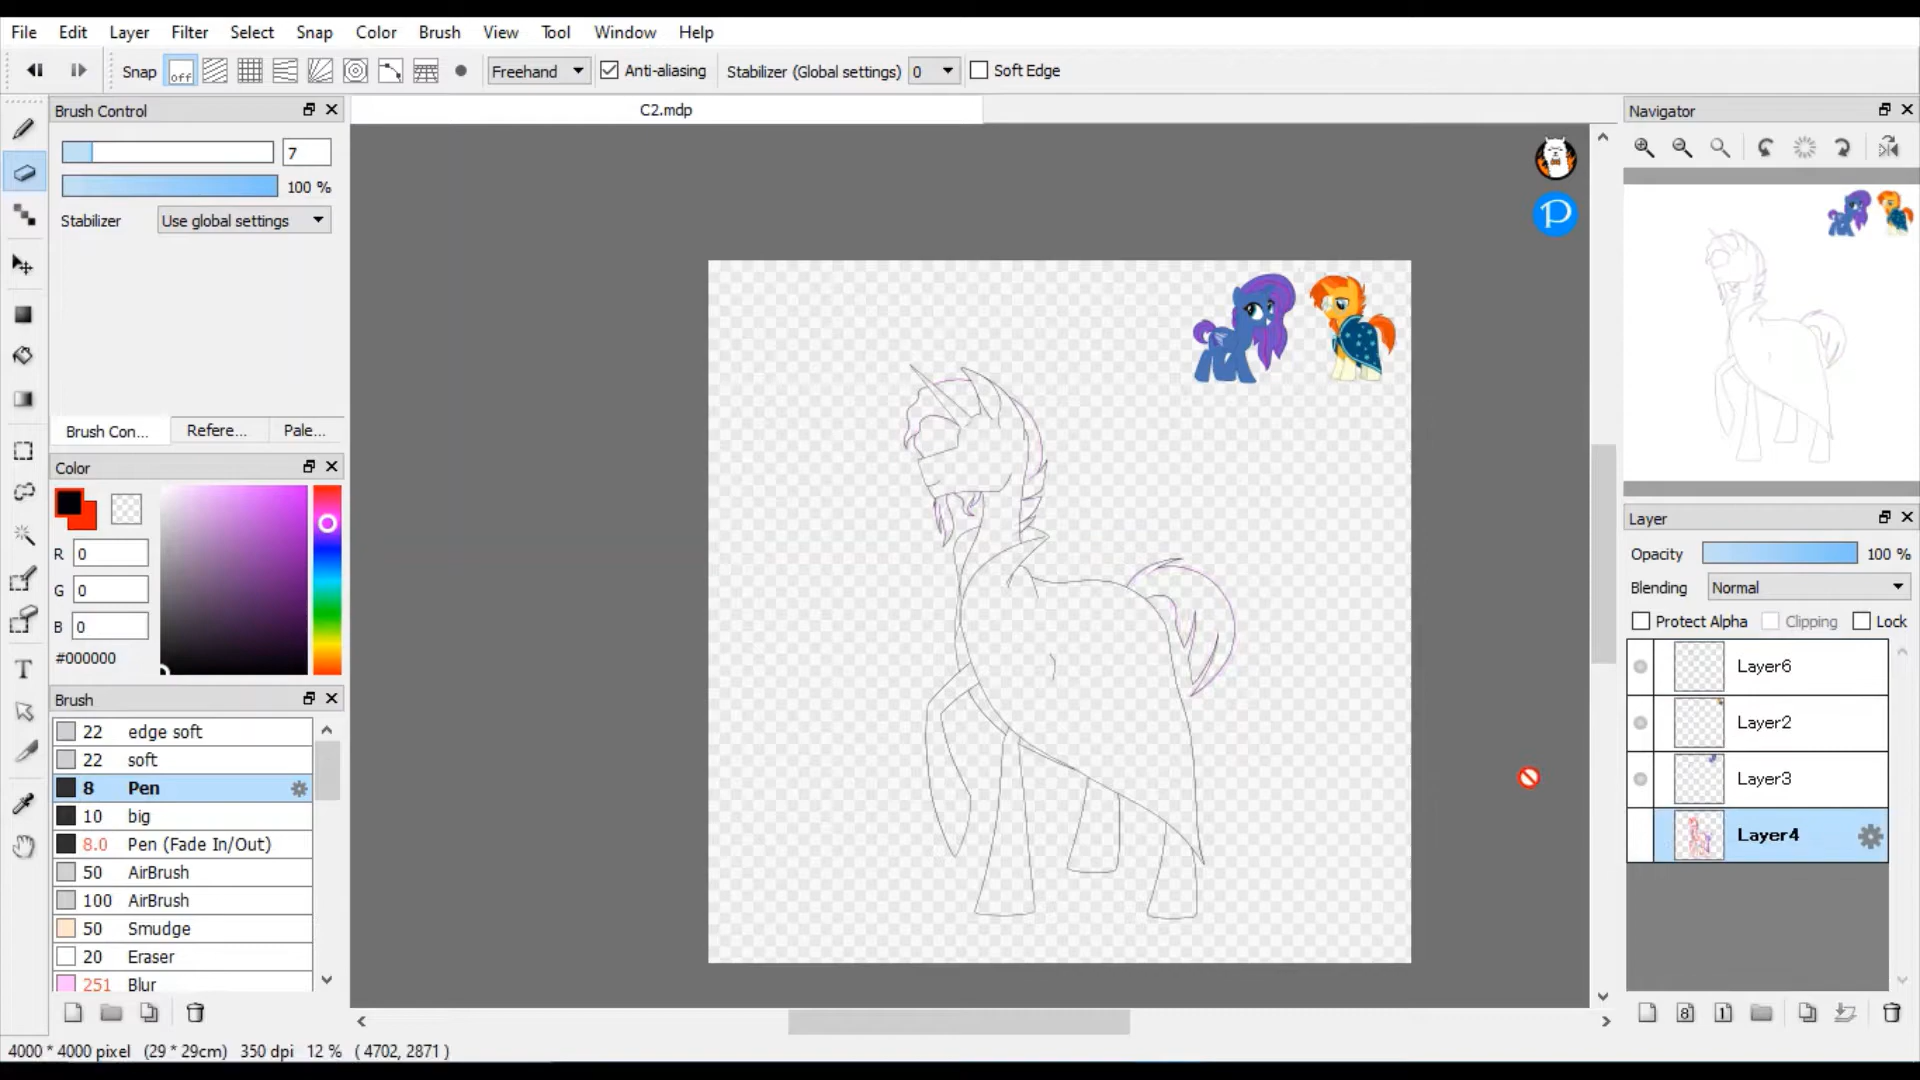 File Edit Layer Filter Select Snap Color Brush View Tool Window Help
Snap off Freehand Anti-aliasing Stabilizer (Global settings) 0 Soft Edge
Brush Control
7
100 %
Stabilizer Use global settings
Brush Con... Refere... Pale...
Color
R 0
G 0
B 0
#000000
Brush
22 edge soft
22 soft
8 Pen
10 big
8.0 Pen (Fade In/Out)
50 AirBrush
100 AirBrush
50 Smudge
20 Eraser
251 Blur
4000 * 4000 pixel (29 * 29cm) 350 dpi 12 % ( 4702, 2871 )
C2.mdp
P
Navigator
Layer
Opacity 100 %
Blending Normal
Protect Alpha Clipping Lock
Layer6
Layer2
Layer3
Layer4
8 1
T